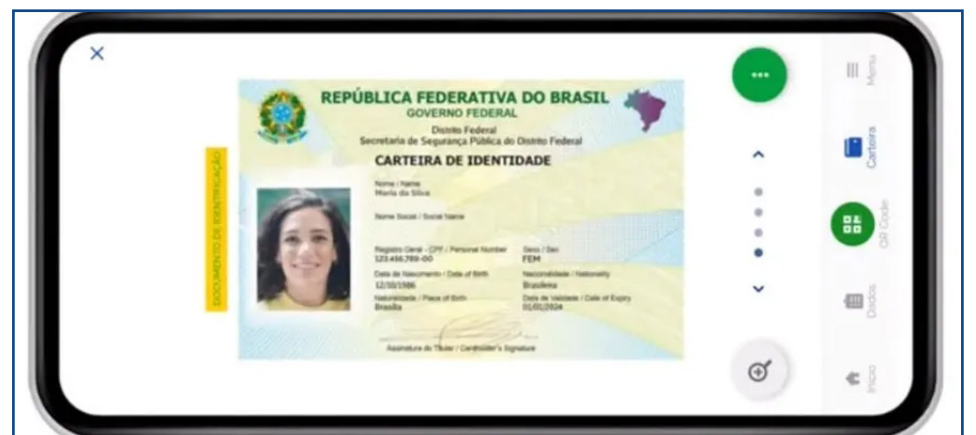 REPÚBLICA FEDERATIVA DO BRASIL
GOVERNO FEDERAL
Distrito Federal
Secretaria de Segurança Pública do Distrito Federal
CARTEIRA DE IDENTIDADE
DOCUMENTO DE IDENTIFICAÇÃO
Nome / Name
Maria da Silva
Nome Social / Social Name
Registro Geral - CPF / Personal Number
123.456.789-00
Sexo / Sex
FEM
Data de Nascimento / Date of Birth
12/10/1986
Nacionalidade / Nationality
Brasileira
Naturalidade / Place of Birth
Brasília
Data de Validade / Date of Expiry
01/01/2024
Assinatura do Titular / Cardholder's Signature
Menu
Carteira
QR Code
Dados
Início